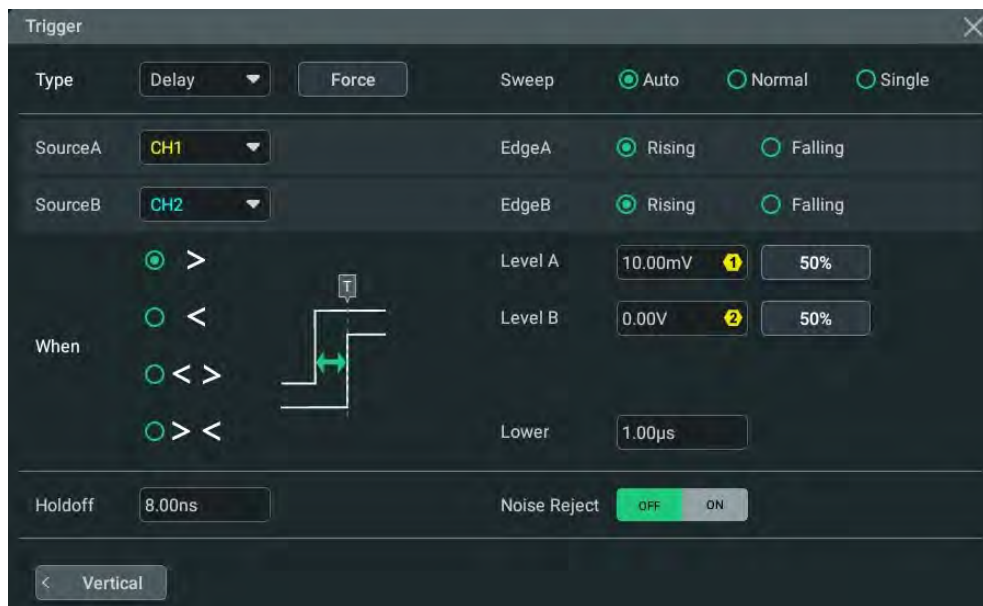 Trigger
Type Delay Force Sweep Auto Normal Single
SourceA CH1 EdgeA Rising Falling
SourceB CH2 EdgeB Rising Falling
> Level A 10.00mV 1 50%
T
< Level B 0.00V 2 50%
When
< >
> < Lower 1.00µs
Holdoff 8.00ns Noise Reject OFF ON
< Vertical